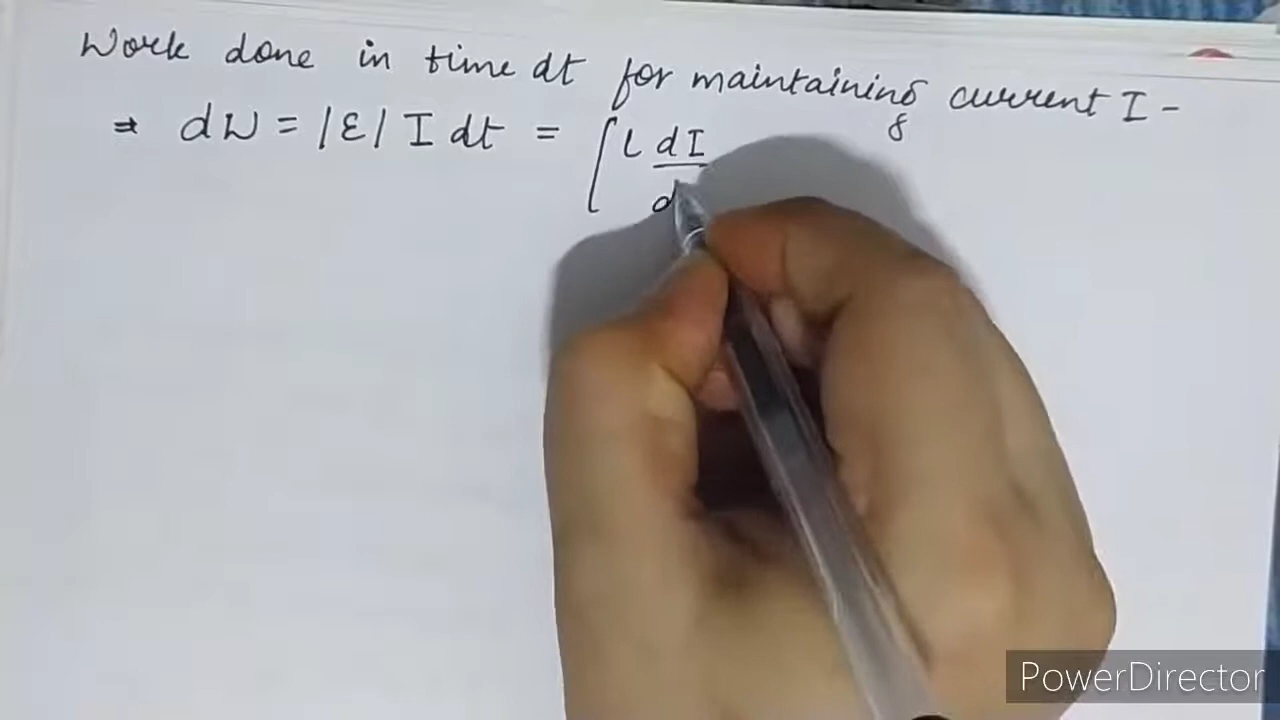 Work done in time dt for maintaining current I -
⇒ dW = |ε| I dt = [L dI
d
PowerDirector